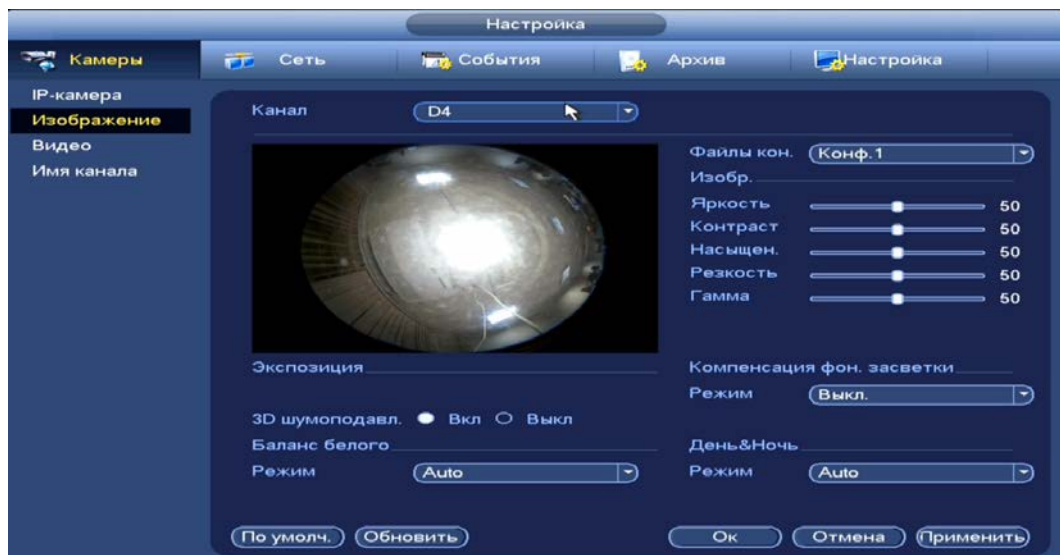 Настройка
Камеры Сеть События Архив Настройка
IP-камера
Изображение
Видео
Имя канала
Канал D4
Файлы кон. Конф.1
Изобр.
Яркость 50
Контраст 50
Насыщен. 50
Резкость 50
Гамма 50
Экспозиция
Компенсация фон. засветки
Режим Выкл.
3D шумоподавл. Вкл Выкл
Баланс белого День&Ночь
Режим Auto Режим Auto
По умолч. Обновить Ок Отмена Применить